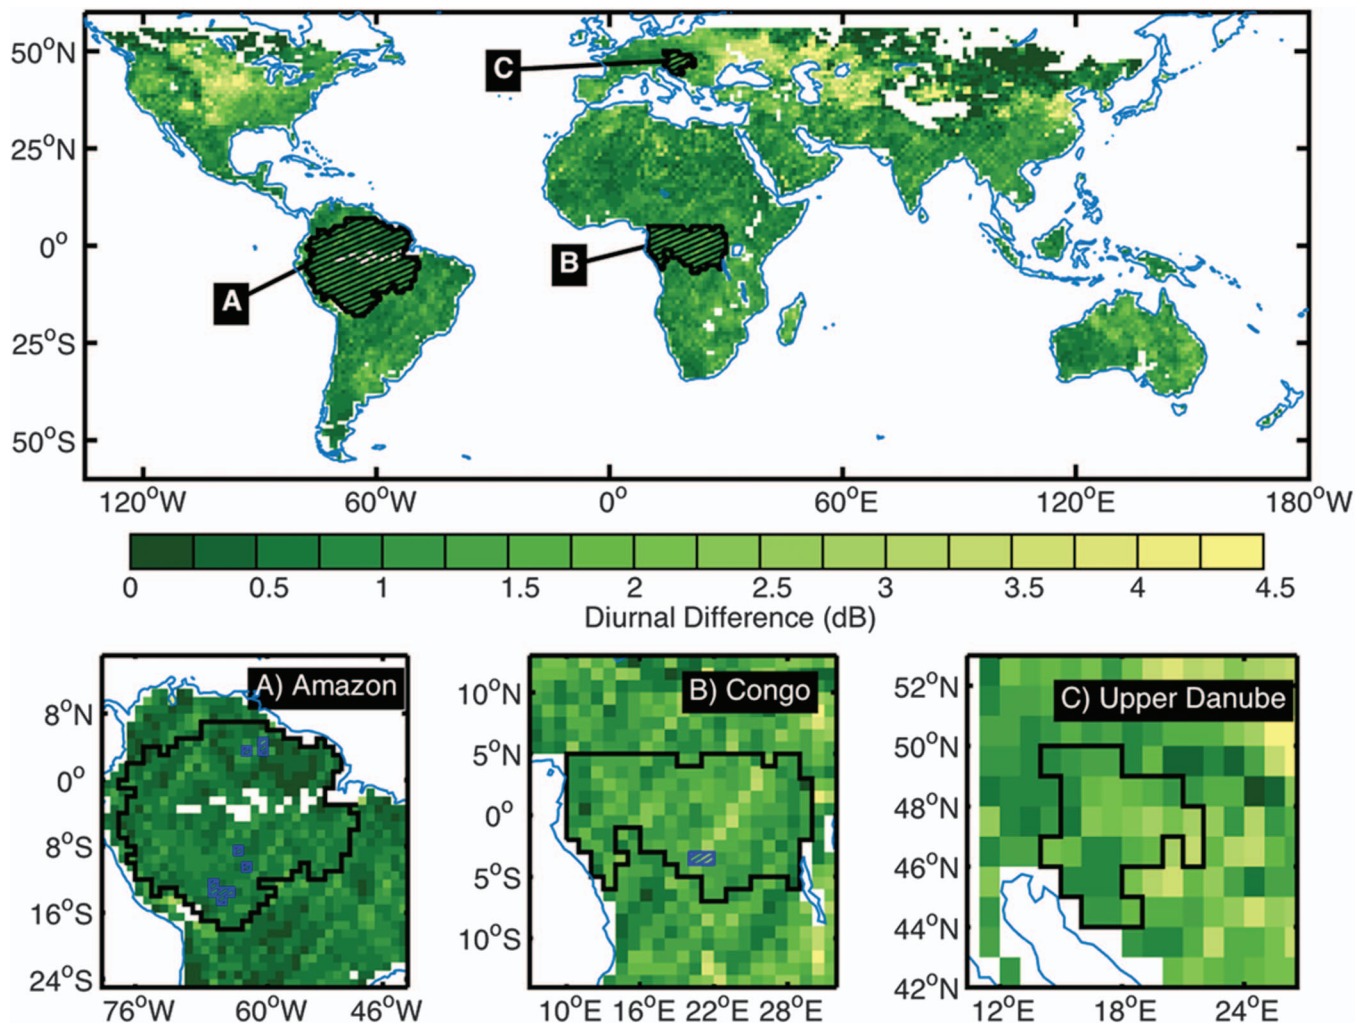 50°N
25°N
0°
25°S
50°S
C
B
A
120°W 60°W 0° 60°E 120°E 180°W
0 0.5 1 1.5 2 2.5 3 3.5 4 4.5
Diurnal Difference (dB)
A) Amazon
8°N
0°
8°S
16°S
24°S
76°W 60°W 46°W
B) Congo
10°N
5°N
0°
5°S
10°S
10°E 16°E 22°E 28°E
C) Upper Danube
52°N
50°N
48°N
46°N
44°N
42°N
12°E 18°E 24°E